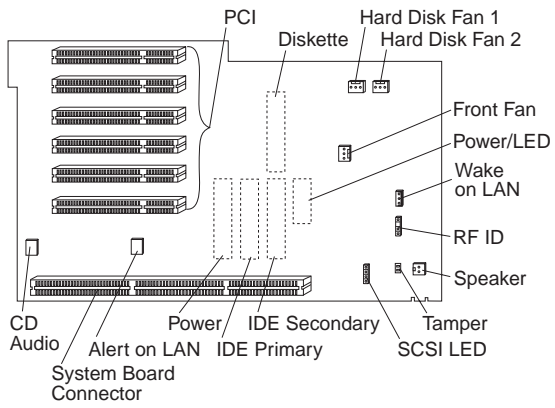 PCI
Hard Disk Fan 1
Diskette
Hard Disk Fan 2
Front Fan
Power/LED
Wake
on LAN
RF ID
Speaker
CD
Audio
Power
IDE Secondary
Tamper
Alert on LAN
IDE Primary
SCSI LED
System Board
Connector